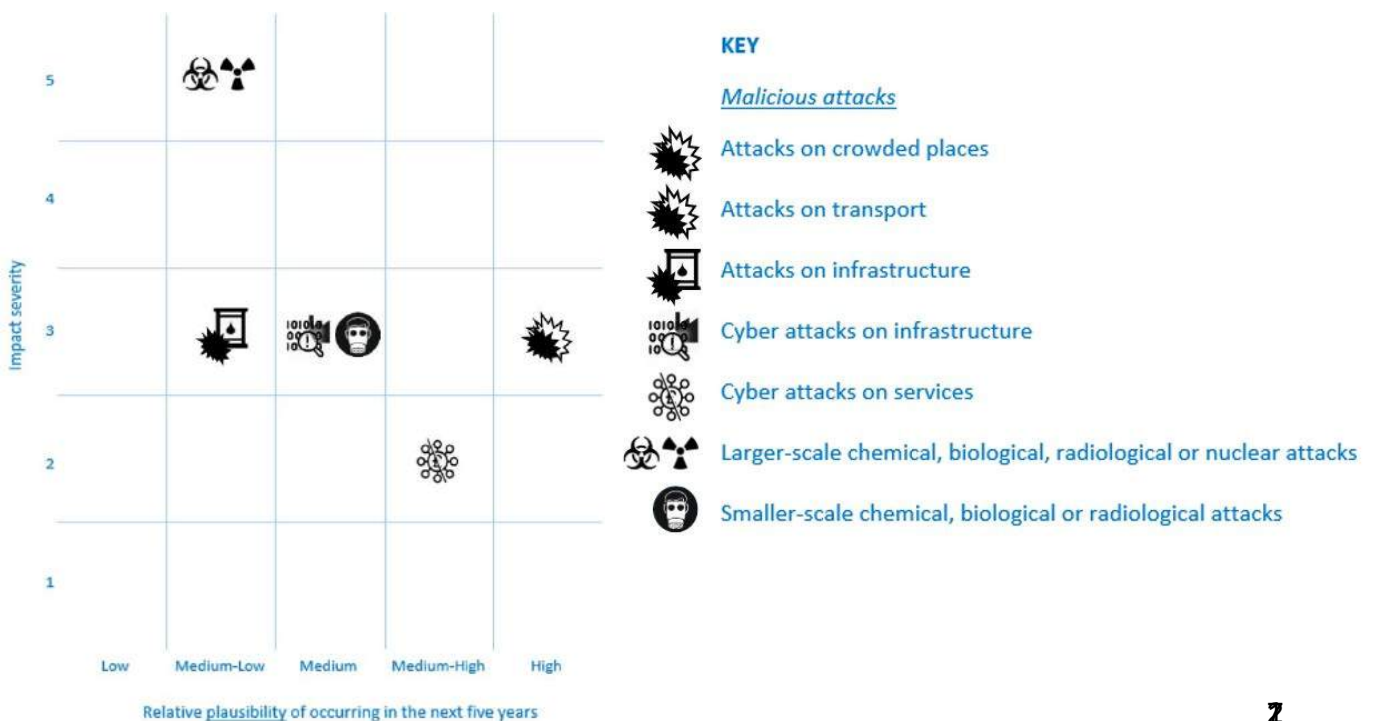 5
4
3
2
1
Impact severity
Low Medium-Low Medium Medium-High High
Relative plausibility of occurring in the next five years
KEY
Malicious attacks
Attacks on crowded places
Attacks on transport
Attacks on infrastructure
Cyber attacks on infrastructure
Cyber attacks on services
Larger-scale chemical, biological, radiological or nuclear attacks
Smaller-scale chemical, biological or radiological attacks